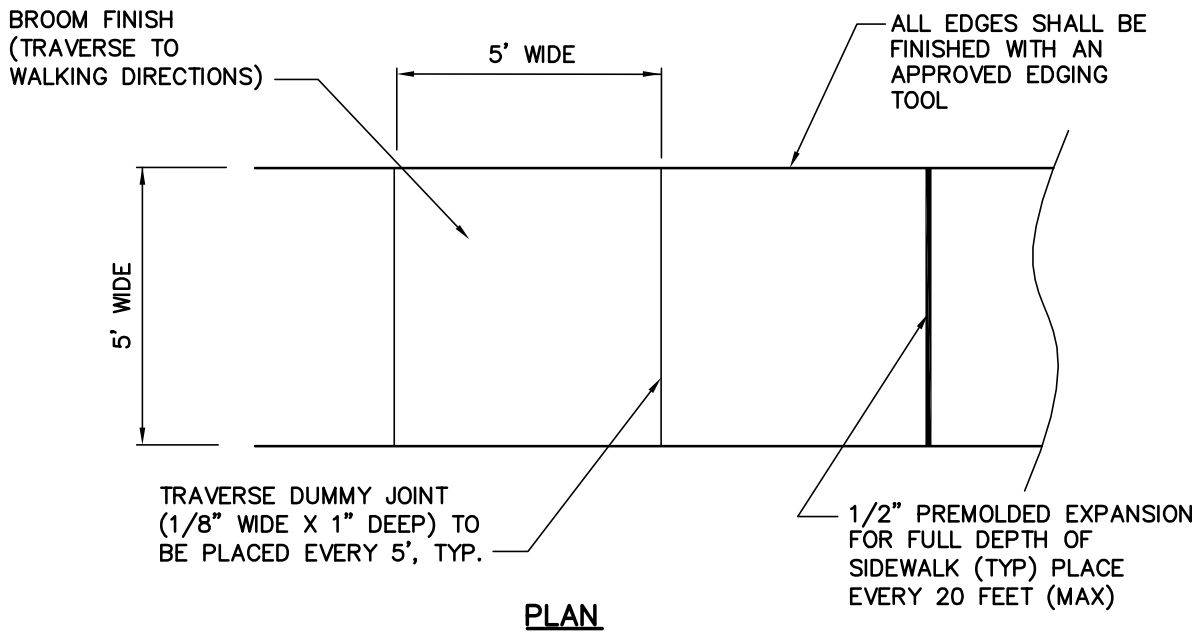 BROOM FINISH
(TRAVERSE TO
WALKING DIRECTIONS)
5' WIDE
ALL EDGES SHALL BE
FINISHED WITH AN
APPROVED EDGING
TOOL
5' WIDE
TRAVERSE DUMMY JOINT
(1/8" WIDE X 1" DEEP) TO
BE PLACED EVERY 5', TYP.
1/2" PREMOLDED EXPANSION
FOR FULL DEPTH OF
SIDEWALK (TYP) PLACE
EVERY 20 FEET (MAX)
PLAN